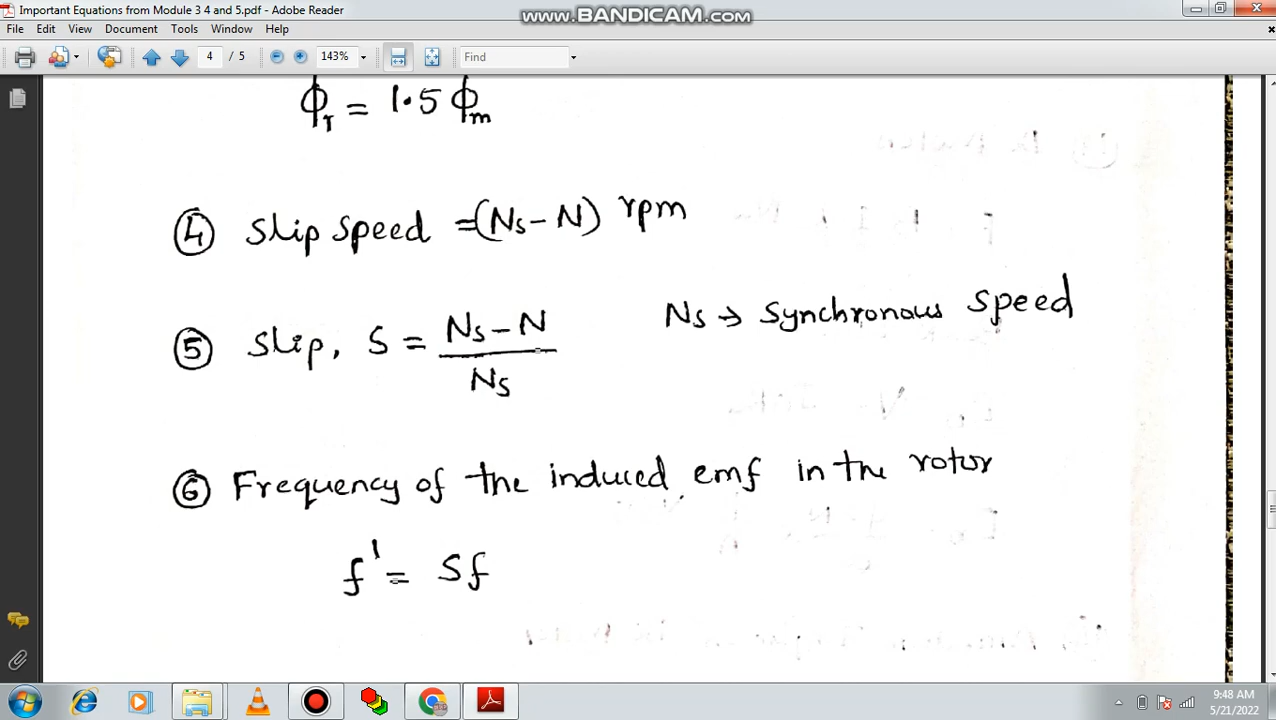 Important Equations from Module 3 4 and 5.pdf - Adobe Reader
www.BANDICAM.com
File Edit View Document Tools Window Help
4 / 5 143% Find
ϕr = 1.5 ϕm
④ Slip speed = (Ns - N) rpm
⑤ Slip, S = (Ns - N) / Ns
Ns → Synchronous Speed
⑥ Frequency of the induced emf in the rotor
f' = Sf
9:48 AM
5/21/2022